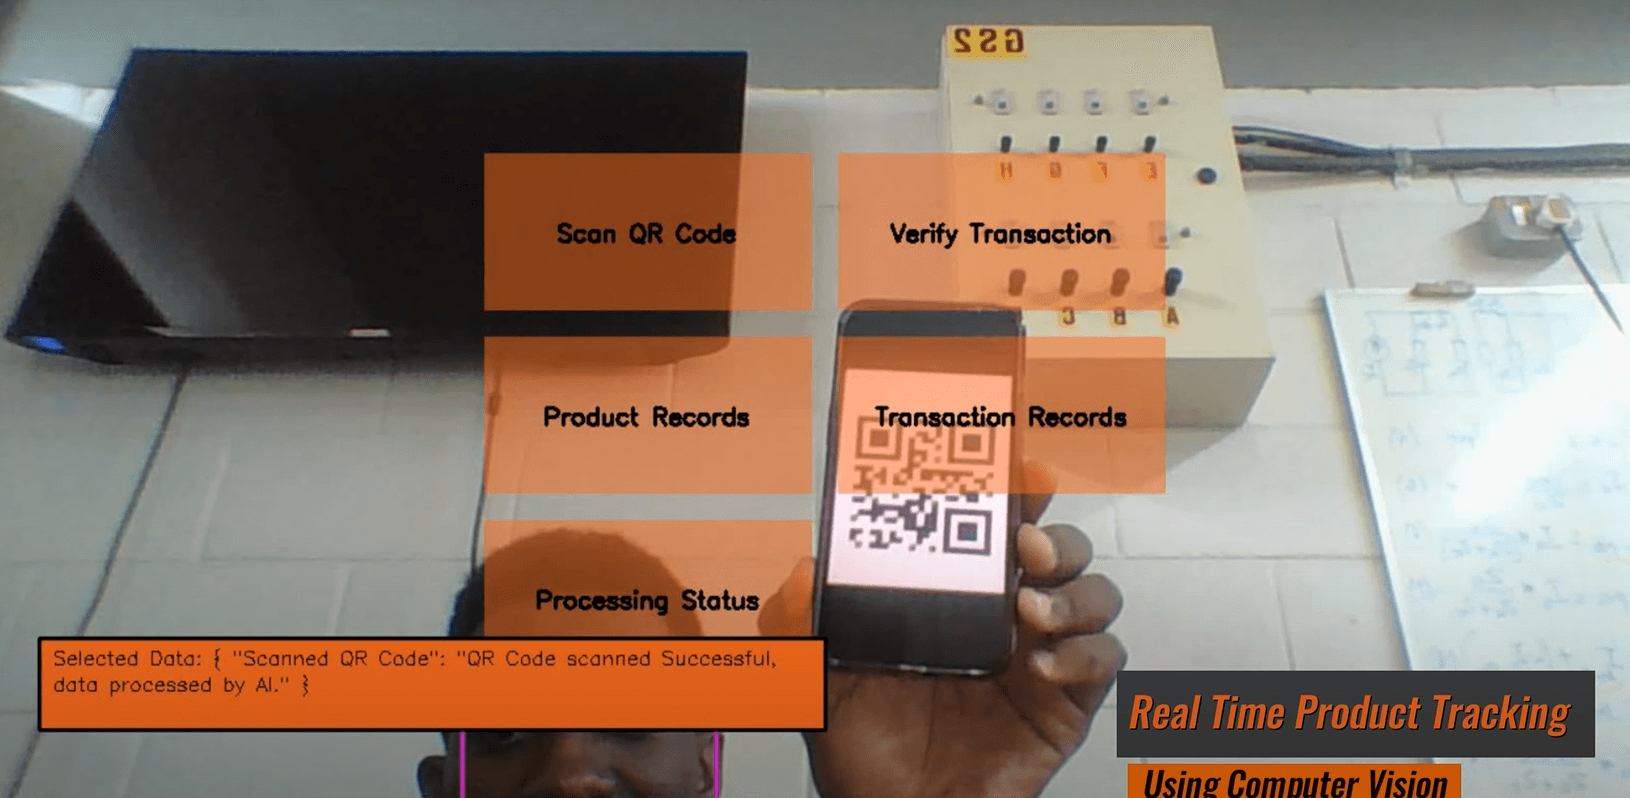 GS2
H G F E
Scan QR Code
Verify Transaction
C B A
Product Records
Transaction Records
Processing Status
Selected Data: { "Scanned QR Code": "QR Code scanned Successful,
data processed by AI." }
Real Time Product Tracking
Using Computer Vision